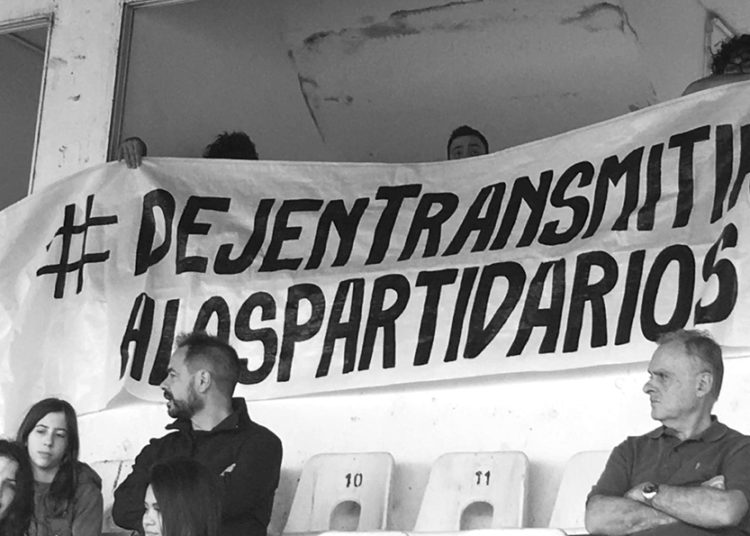 #DEJENTRANSMITIR
ALOSPARTIDARIOS
10 11